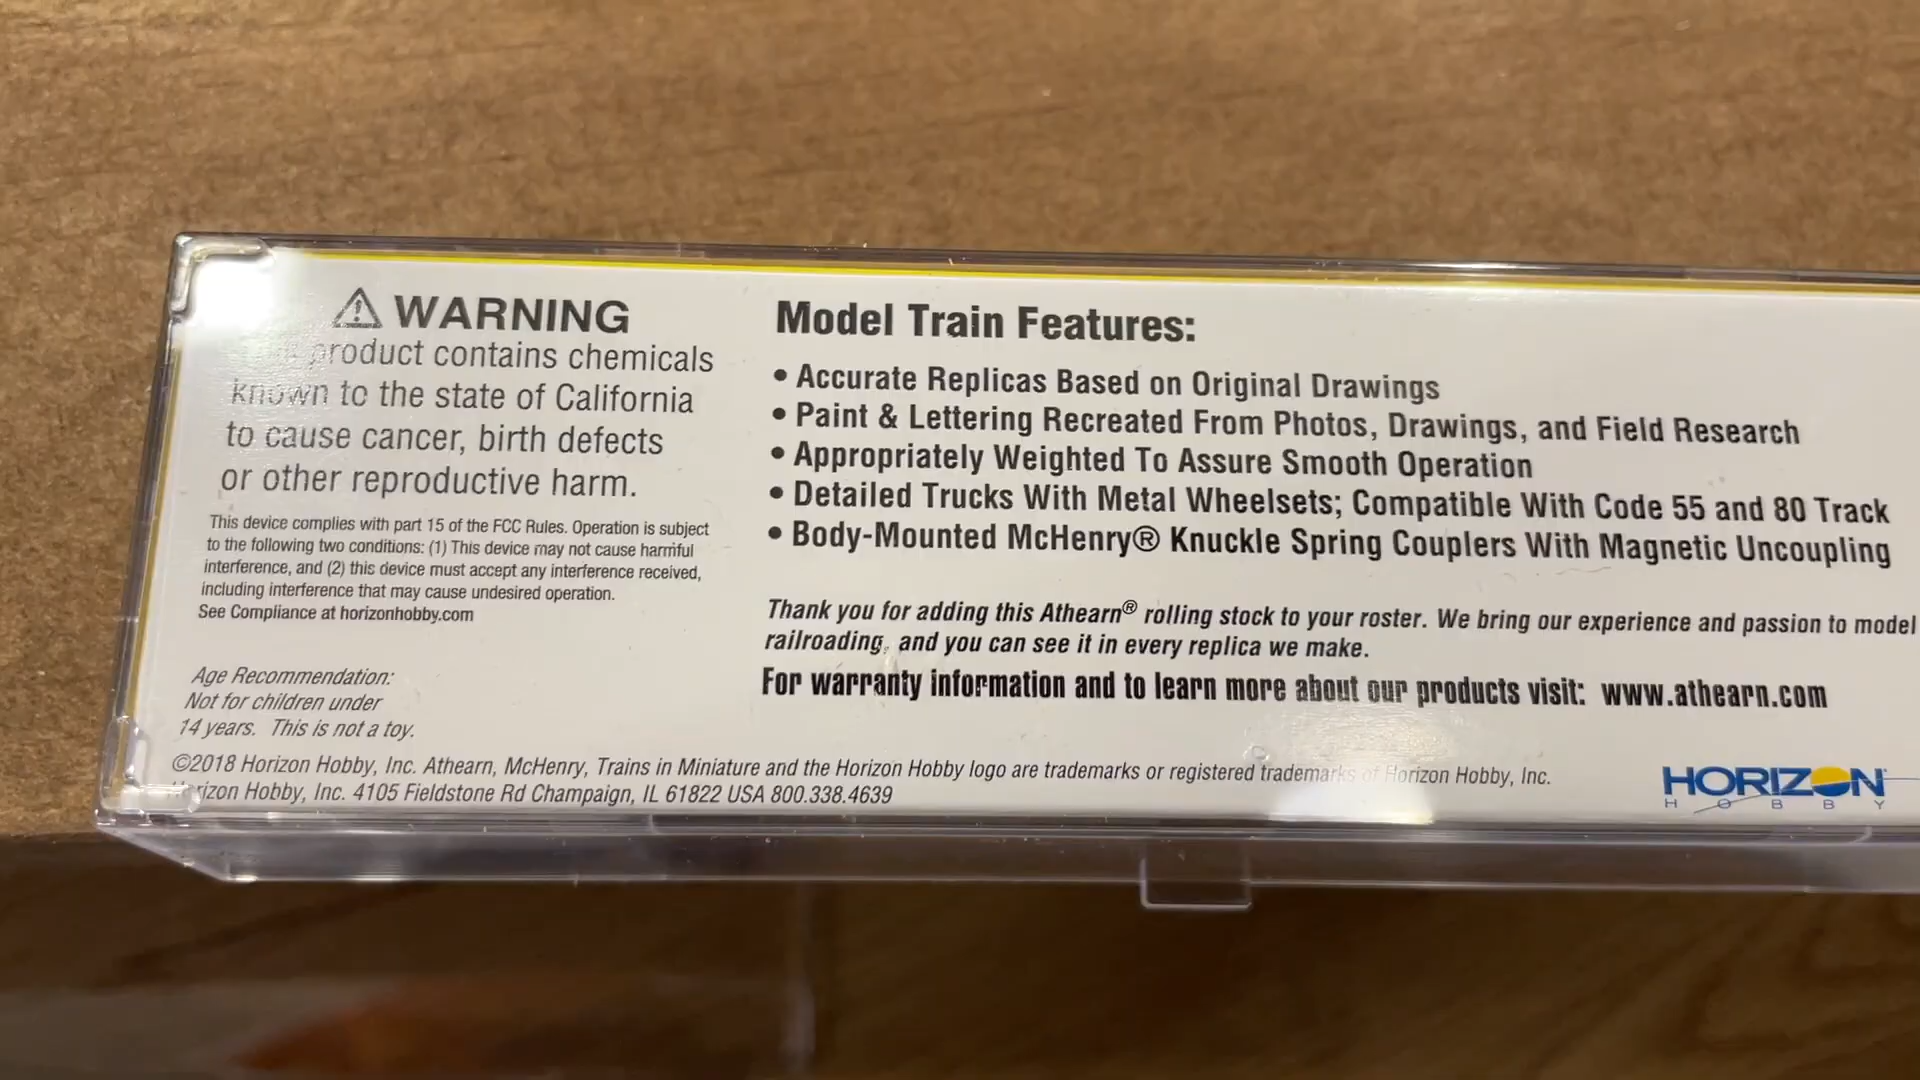 ⚠ WARNING
product contains chemicals
known to the state of California
to cause cancer, birth defects
or other reproductive harm.
This device complies with part 15 of the FCC Rules. Operation is subject
to the following two conditions: (1) This device may not cause harmful
interference, and (2) this device must accept any interference received,
including interference that may cause undesired operation.
See Compliance at horizonhobby.com
Age Recommendation:
Not for children under
14 years. This is not a toy.
Model Train Features:
• Accurate Replicas Based on Original Drawings
• Paint & Lettering Recreated From Photos, Drawings, and Field Research
• Appropriately Weighted To Assure Smooth Operation
• Detailed Trucks With Metal Wheelsets; Compatible With Code 55 and 80 Track
• Body-Mounted McHenry® Knuckle Spring Couplers With Magnetic Uncoupling
Thank you for adding this Athearn® rolling stock to your roster. We bring our experience and passion to model
railroading, and you can see it in every replica we make.
For warranty information and to learn more about our products visit: www.athearn.com
©2018 Horizon Hobby, Inc. Athearn, McHenry, Trains in Miniature and the Horizon Hobby logo are trademarks or registered trademarks of Horizon Hobby, Inc.
Horizon Hobby, Inc. 4105 Fieldstone Rd Champaign, IL 61822 USA 800.338.4639
HORIZON
HOBBY